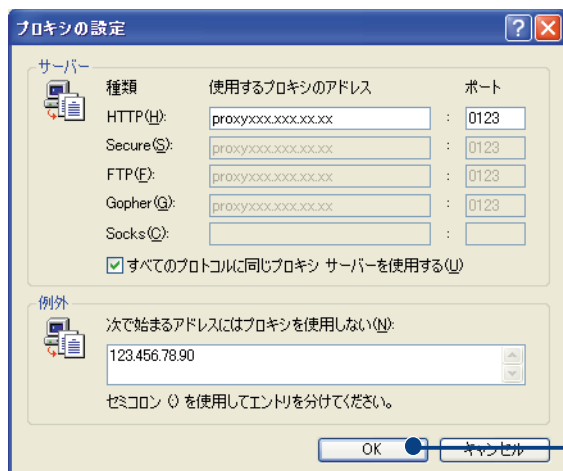 プロキシの設定
サーバー
種類 使用するプロキシのアドレス ポート
HTTP(H): proxyxxx.xxx.xx.xx : 0123
Secure(S): proxyxxx.xxx.xx.xx : 0123
FTP(F): proxyxxx.xxx.xx.xx : 0123
Gopher(G): proxyxxx.xxx.xx.xx : 0123
Socks(C): :
すべてのプロトコルに同じプロキシ サーバーを使用する(U)
例外
次で始まるアドレスにはプロキシを使用しない(N):
123.456.78.90
セミコロン (;) を使用してエントリを分けてください。
OK キャンセル